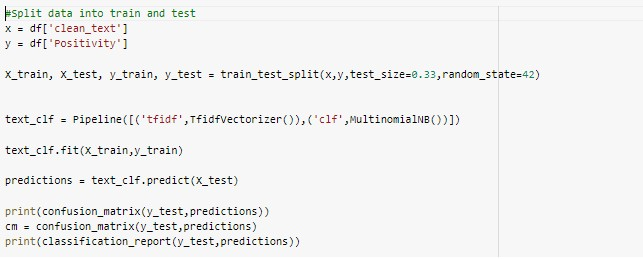 #Split data into train and test
x = df['clean_text']
y = df['Positivity']
X_train, X_test, y_train, y_test = train_test_split(x,y,test_size=0.33,random_state=42)
text_clf = Pipeline([('tfidf',TfidfVectorizer()),('clf',MultinomialNB())])
text_clf.fit(X_train,y_train)
predictions = text_clf.predict(X_test)
print(confusion_matrix(y_test,predictions))
cm = confusion_matrix(y_test,predictions)
print(classification_report(y_test,predictions))